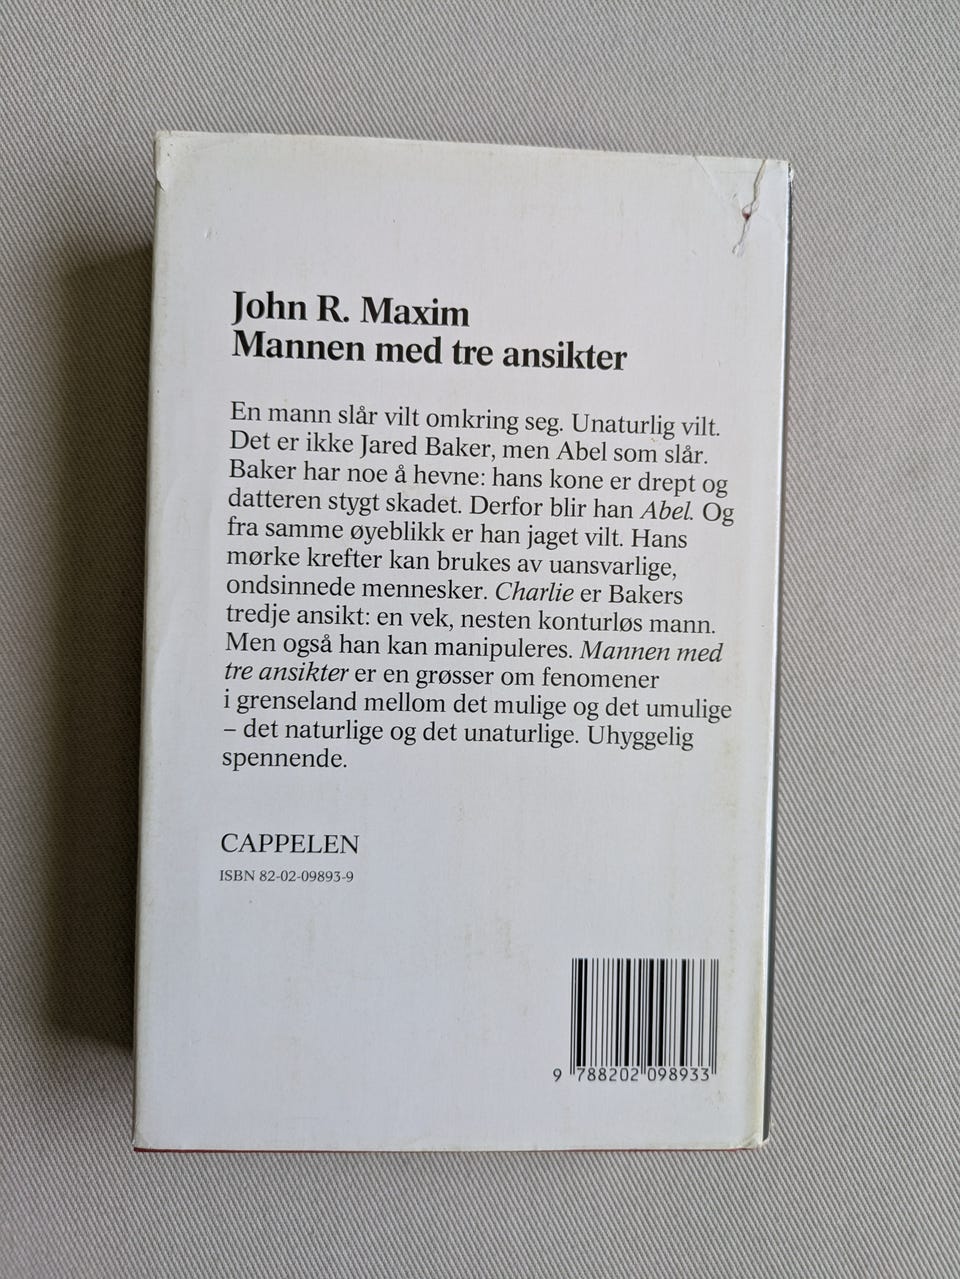 John R. Maxim
Mannen med tre ansikter
En mann slår vilt omkring seg. Unaturlig vilt.
Det er ikke Jared Baker, men Abel som slår.
Baker har noe å hevne: hans kone er drept og
datteren stygt skadet. Derfor blir han Abel. Og
fra samme øyeblikk er han jaget vilt. Hans
mørke krefter kan brukes av uansvarlige,
ondsinnede mennesker. Charlie er Bakers
tredje ansikt: en vek, nesten konturløs mann.
Men også han kan manipuleres. Mannen med
tre ansikter er en grøsser om fenomener
i grenseland mellom det mulige og det umulige
– det naturlige og det unaturlige. Uhyggelig
spennende.
CAPPELEN
ISBN 82-02-09893-9
9 788202 098933